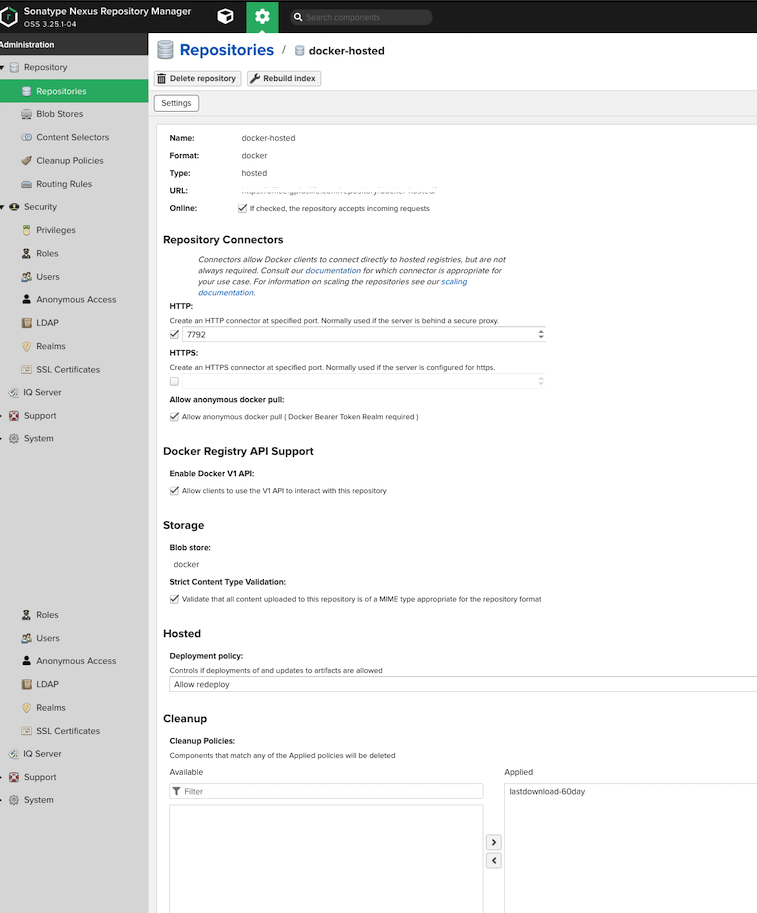 Sonatype Nexus Repository Manager
OSS 3.25.1-04
Search components
Administration
Repository
Repositories
Blob Stores
Content Selectors
Cleanup Policies
Routing Rules
Security
Privileges
Roles
Users
Anonymous Access
LDAP
Realms
SSL Certificates
IQ Server
Support
System
Roles
Users
Anonymous Access
LDAP
Realms
SSL Certificates
IQ Server
Support
System
Repositories / docker-hosted
Delete repository
Rebuild index
Settings
Name: docker-hosted
Format: docker
Type: hosted
URL:
Online: If checked, the repository accepts incoming requests
Repository Connectors
Connectors allow Docker clients to connect directly to hosted registries, but are not
always required. Consult our documentation for which connector is appropriate for
your use case. For information on scaling the repositories see our scaling
documentation.
HTTP:
Create an HTTP connector at specified port. Normally used if the server is behind a secure proxy.
7792
HTTPS:
Create an HTTPS connector at specified port. Normally used if the server is configured for https.
Allow anonymous docker pull:
Allow anonymous docker pull ( Docker Bearer Token Realm required )
Docker Registry API Support
Enable Docker V1 API:
Allow clients to use the V1 API to interact with this repository
Storage
Blob store:
docker
Strict Content Type Validation:
Validate that all content uploaded to this repository is of a MIME type appropriate for the repository format
Hosted
Deployment policy:
Controls if deployments of and updates to artifacts are allowed
Allow redeploy
Cleanup
Cleanup Policies:
Components that match any of the Applied policies will be deleted
Available
Filter
Applied
lastdownload-60day